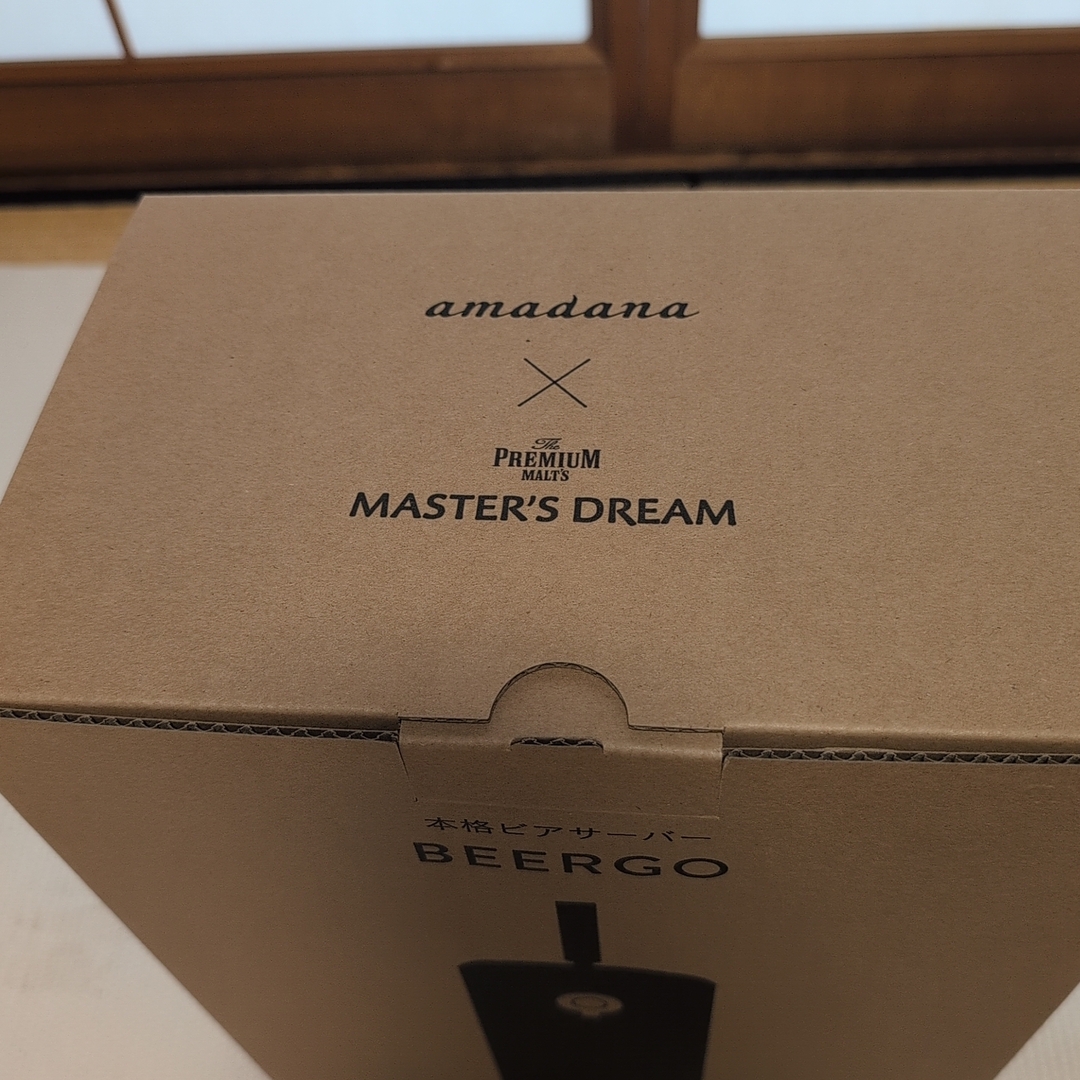 amadana
×
The
PREMIUM
MALT'S
MASTER'S DREAM
本格ビアサーバー
BEERGO